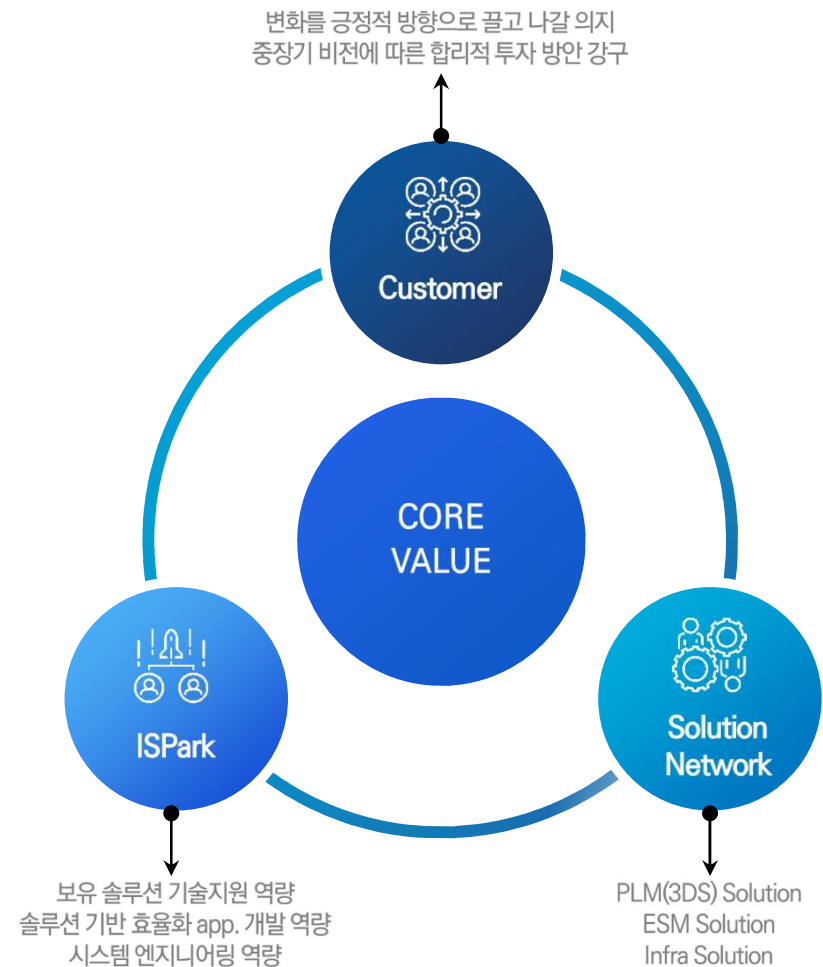 변화를 긍정적 방향으로 끌고 나갈 의지
중장기 비전에 따른 합리적 투자 방안 강구
Customer
CORE
VALUE
ISPark
Solution
Network
보유 솔루션 기술지원 역량
솔루션 기반 효율화 app. 개발 역량
시스템 엔지니어링 역량
PLM(3DS) Solution
ESM Solution
Infra Solution